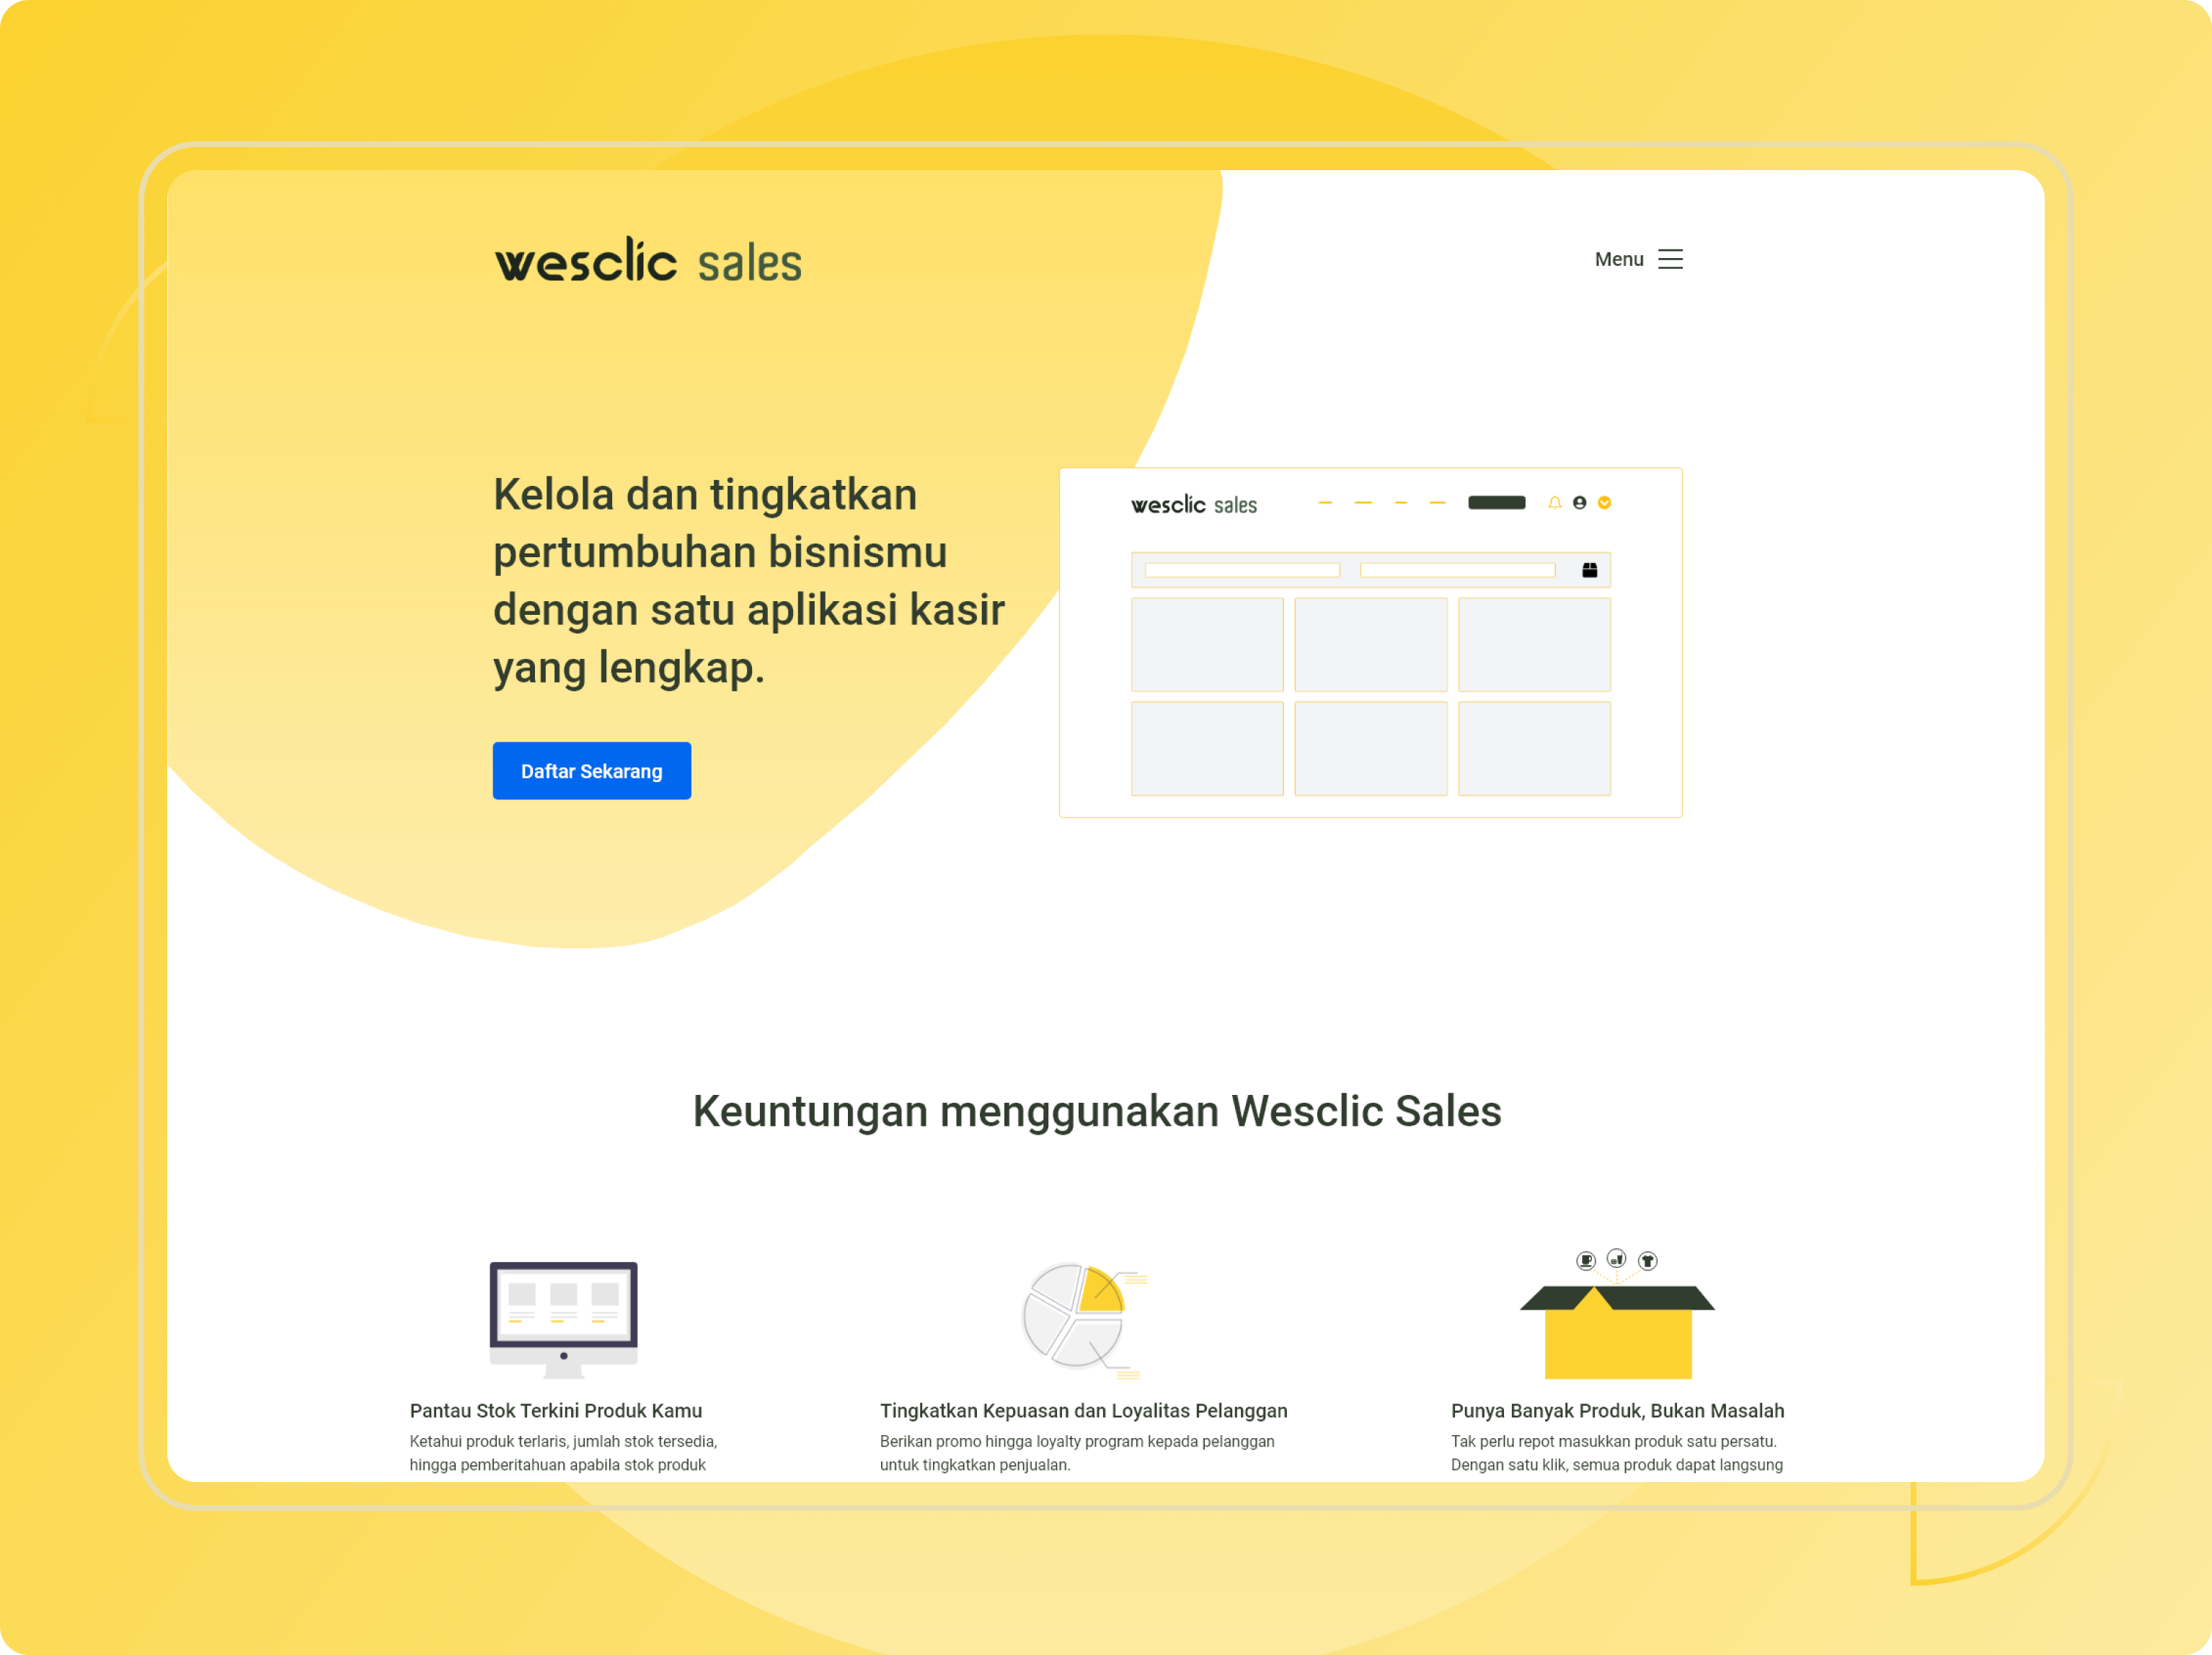 wesclic sales
Menu
Kelola dan tingkatkan
pertumbuhan bisnismu
dengan satu aplikasi kasir
yang lengkap.
Daftar Sekarang
wesclic sales
Keuntungan menggunakan Wesclic Sales
Pantau Stok Terkini Produk Kamu
Ketahui produk terlaris, jumlah stok tersedia,
hingga pemberitahuan apabila stok produk
Tingkatkan Kepuasan dan Loyalitas Pelanggan
Berikan promo hingga loyalty program kepada pelanggan
untuk tingkatkan penjualan.
Punya Banyak Produk, Bukan Masalah
Tak perlu repot masukkan produk satu persatu.
Dengan satu klik, semua produk dapat langsung